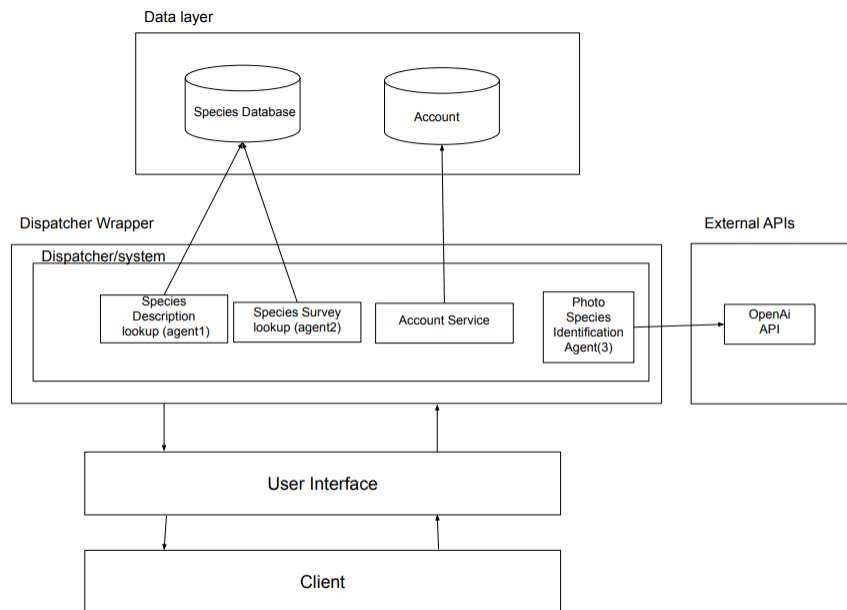 Data layer
Species Database
Account
Dispatcher Wrapper
External APIs
Dispatcher/system
Species
Description
lookup (agent1)
Species Survey
lookup (agent2)
Account Service
Photo
Species
Identification
Agent(3)
OpenAi
API
User Interface
Client